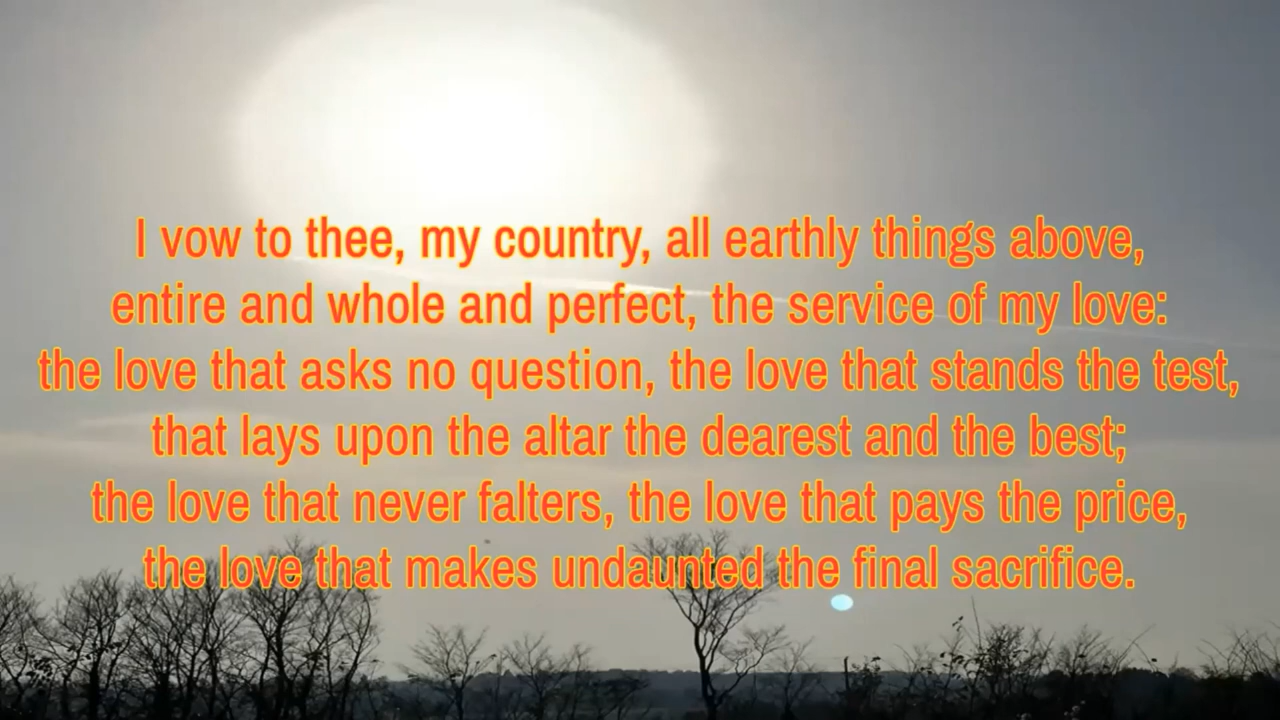 I vow to thee, my country, all earthly things above,
entire and whole and perfect, the service of my love:
the love that asks no question, the love that stands the test,
that lays upon the altar the dearest and the best;
the love that never falters, the love that pays the price,
the love that makes undaunted the final sacrifice.